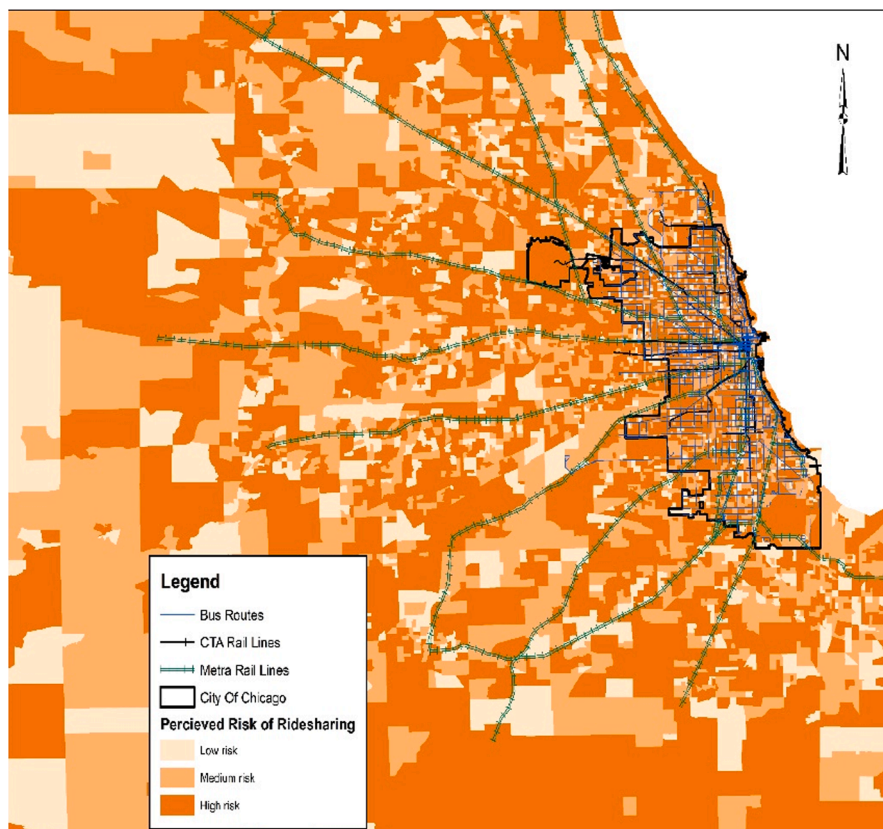 N
Legend
Bus Routes
CTA Rail Lines
Metra Rail Lines
City Of Chicago
Percieved Risk of Ridesharing
Low risk
Medium risk
High risk